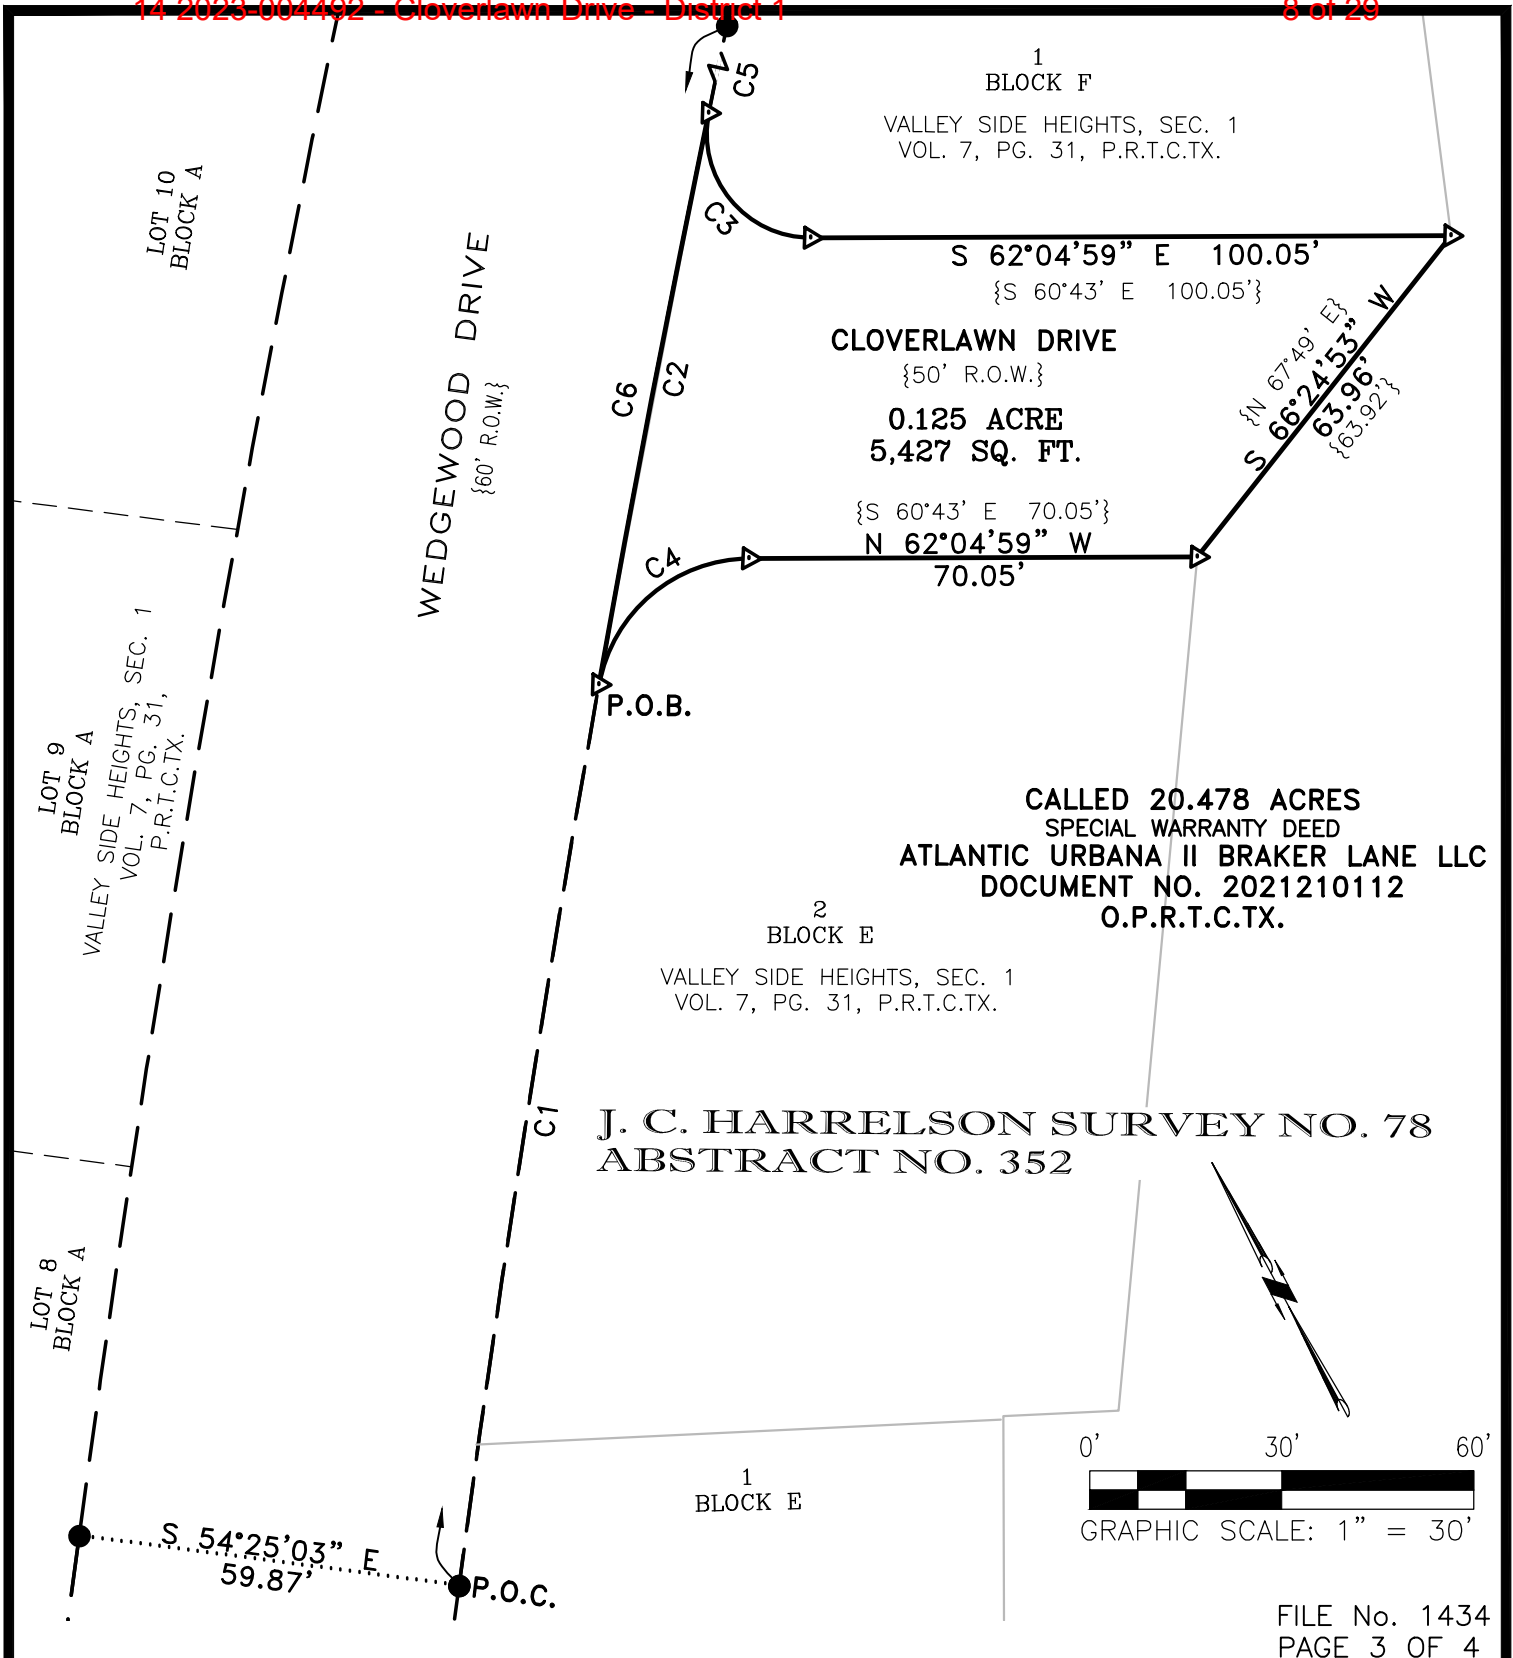 14 2023-004492 - Cloverlawn Drive - District 1
8 of 29
C5
1
BLOCK F
VALLEY SIDE HEIGHTS, SEC. 1
VOL. 7, PG. 31, P.R.T.C.TX.
LOT 10
BLOCK A
C3
S 62°04'59" E 100.05'
{S 60°43' E 100.05'}
WEDGEWOOD DRIVE
{60' R.O.W.}
CLOVERLAWN DRIVE
{50' R.O.W.}
0.125 ACRE
5,427 SQ. FT.
{N 67°49' E}
S 66°24'53" W
63.96'
{63.92'}
C6
C2
{S 60°43' E 70.05'}
N 62°04'59" W
70.05'
C4
P.O.B.
LOT 9
BLOCK A
VALLEY SIDE HEIGHTS, SEC. 1
VOL. 7, PG. 31,
P.R.T.C.TX.
CALLED 20.478 ACRES
SPECIAL WARRANTY DEED
ATLANTIC URBANA II BRAKER LANE LLC
DOCUMENT NO. 2021210112
O.P.R.T.C.TX.
2
BLOCK E
VALLEY SIDE HEIGHTS, SEC. 1
VOL. 7, PG. 31, P.R.T.C.TX.
C1
J. C. HARRELSON SURVEY NO. 78
ABSTRACT NO. 352
LOT 8
BLOCK A
1
BLOCK E
0' 30' 60'
GRAPHIC SCALE: 1" = 30'
S 54°25'03" E
59.87'
P.O.C.
FILE No. 1434
PAGE 3 OF 4